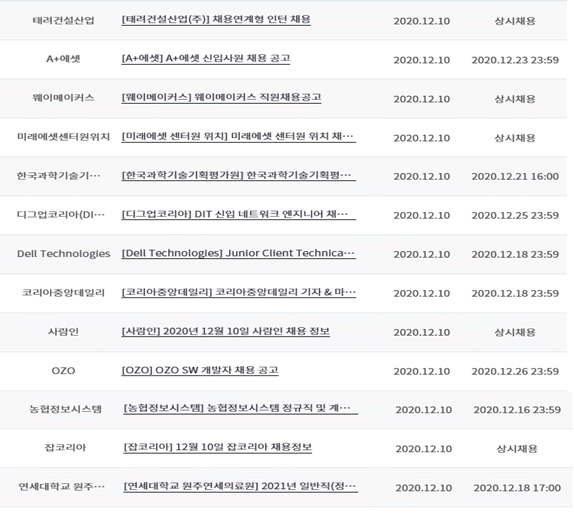 태려건설산업 [태려건설산업(주)] 채용연계형 인턴 채용 2020.12.10 상시채용
A+에셋 [A+에셋] A+에셋 신입사원 채용 공고 2020.12.10 2020.12.23 23:59
웨이메이커스 [웨이메이커스] 웨이메이커스 직원채용공고 2020.12.10 상시채용
미래에셋센터원위치 [미래에셋 센터원 위치] 미래에셋 센터원 위치 채··· 2020.12.10 상시채용
한국과학기술기··· [한국과학기술기획평가원] 한국과학기술기획평··· 2020.12.10 2020.12.21 16:00
디그업코리아(DI··· [디그업코리아] DIT 신입 네트워크 엔지니어 채··· 2020.12.10 2020.12.25 23:59
Dell Technologies [Dell Technologies] Junior Client Technica··· 2020.12.10 2020.12.18 23:59
코리아중앙데일리 [코리아중앙데일리] 코리아중앙데일리 기자 & 마··· 2020.12.10 2020.12.18 23:59
사람인 [사람인] 2020년 12월 10일 사람인 채용 정보 2020.12.10 상시채용
OZO [OZO] OZO SW 개발자 채용 공고 2020.12.10 2020.12.26 23:59
농협정보시스템 [농협정보시스템] 농협정보시스템 정규직 및 계··· 2020.12.10 2020.12.16 23:59
잡코리아 [잡코리아] 12월 10일 잡코리아 채용정보 2020.12.10 상시채용
연세대학교 원주··· [연세대학교 원주연세의료원] 2021년 일반직(정··· 2020.12.10 2020.12.18 17:00